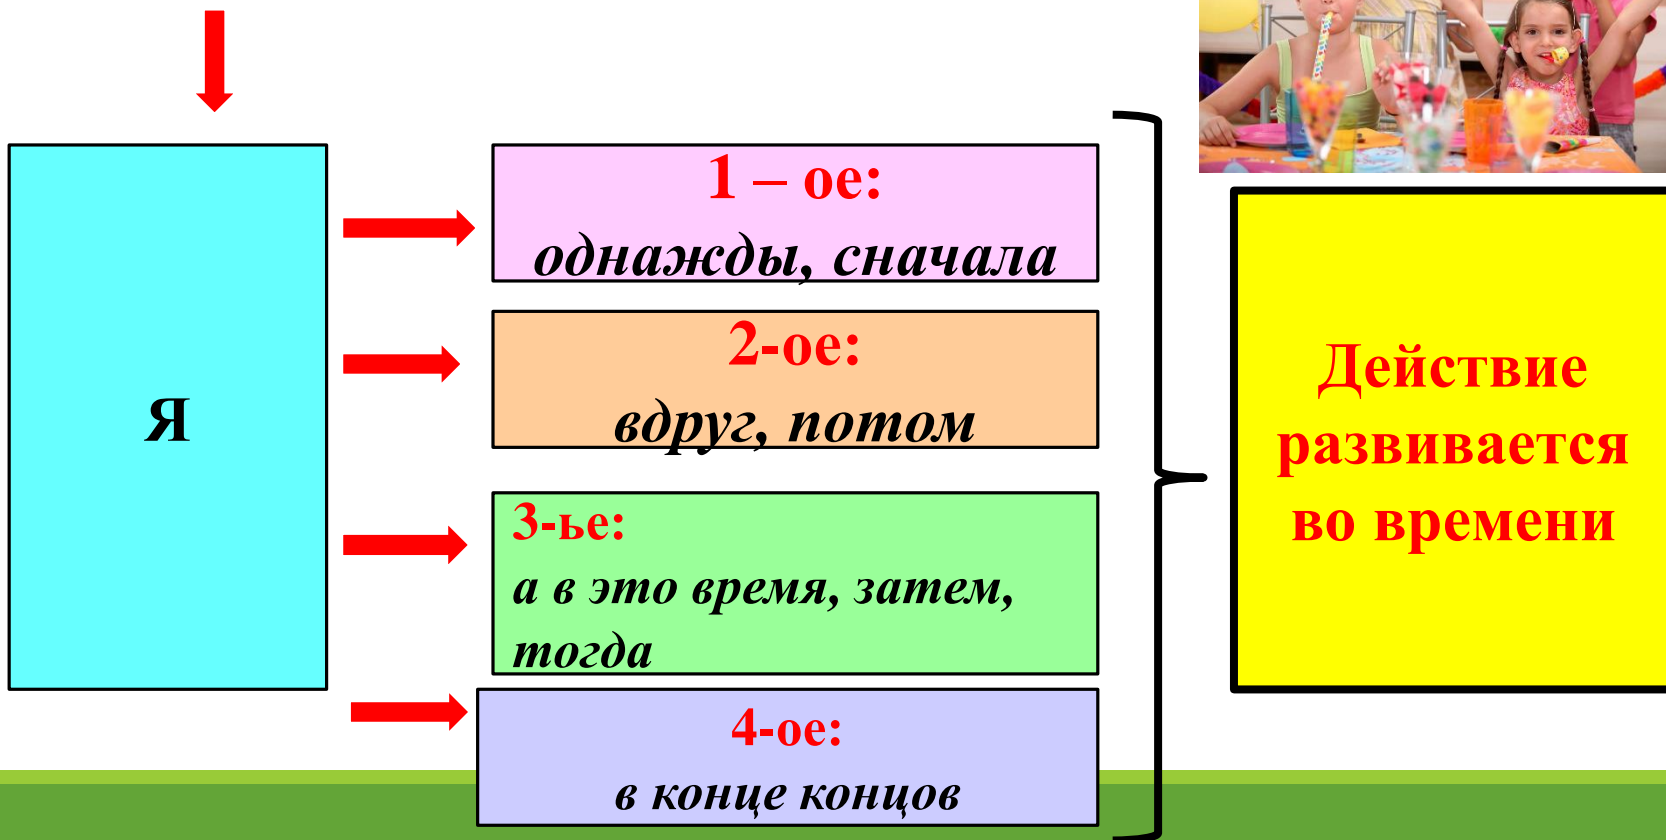 Я
1 – ое:
однажды, сначала
2-ое:
вдруг, потом
3-ье:
а в это время, затем,
тогда
4-ое:
в конце концов
Действие
развивается
во времени